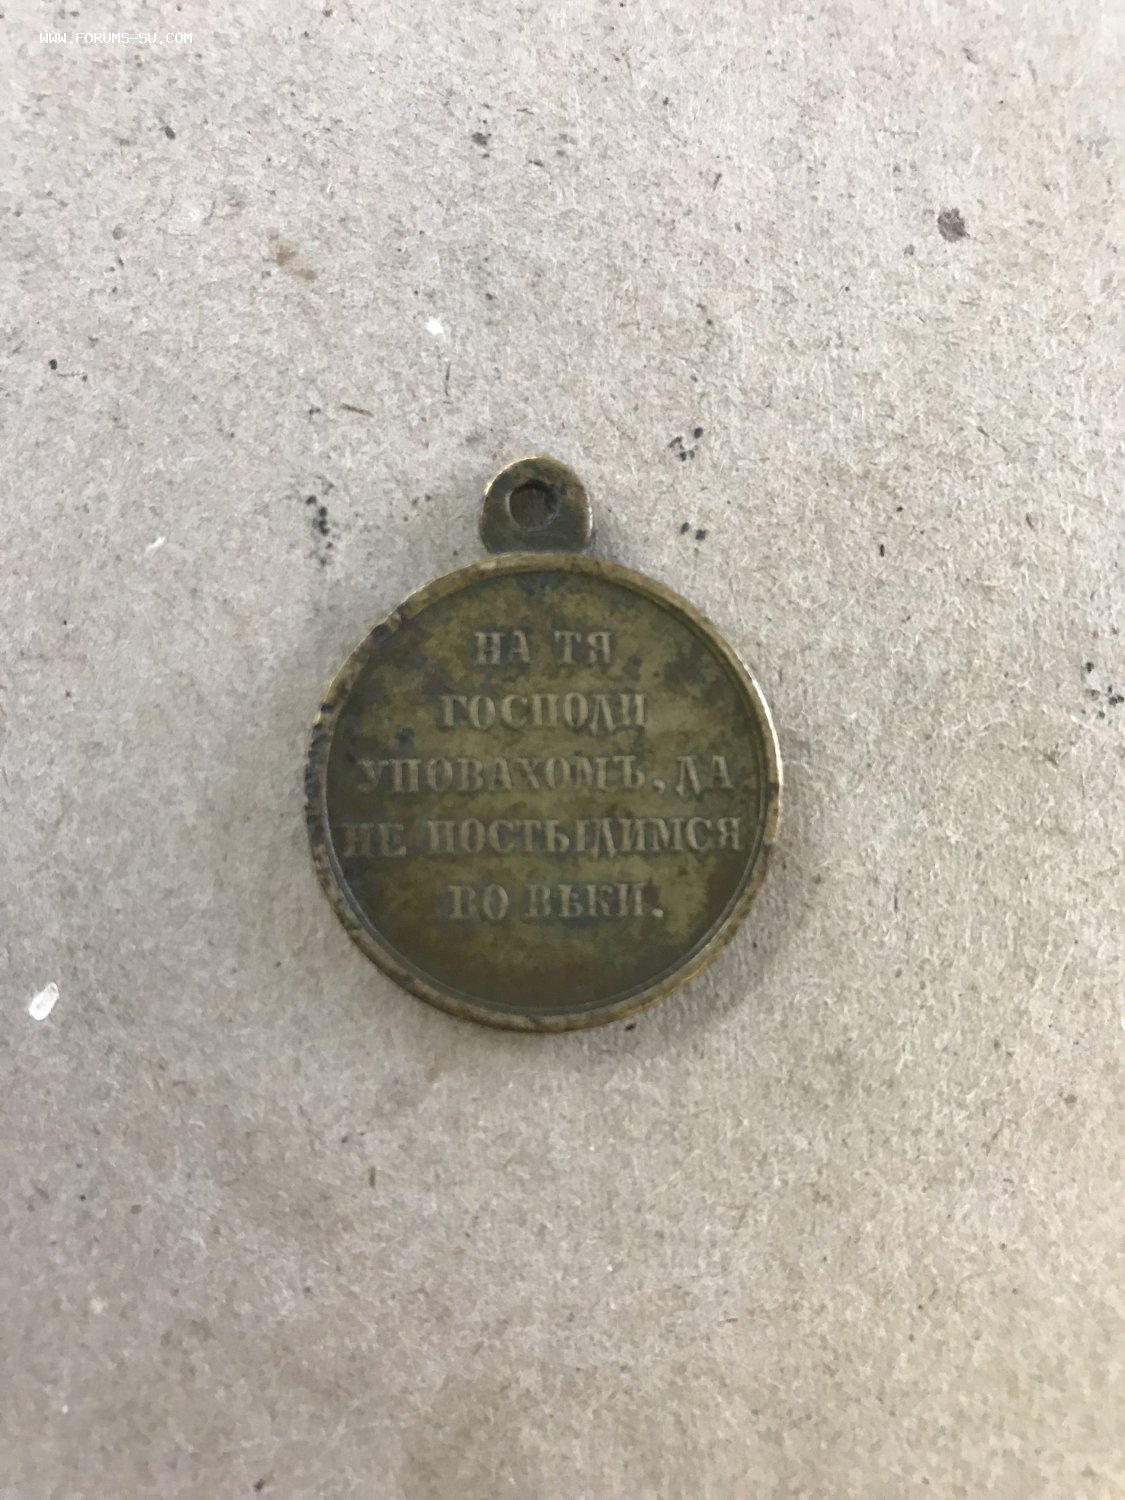 WWW.FORUMS-SU.COM
НА ТЯ
ГОСПОДИ
УПОВАХОМЪ, ДА
НЕ ПОСТЫДИМСЯ
ВО ВѢКИ.